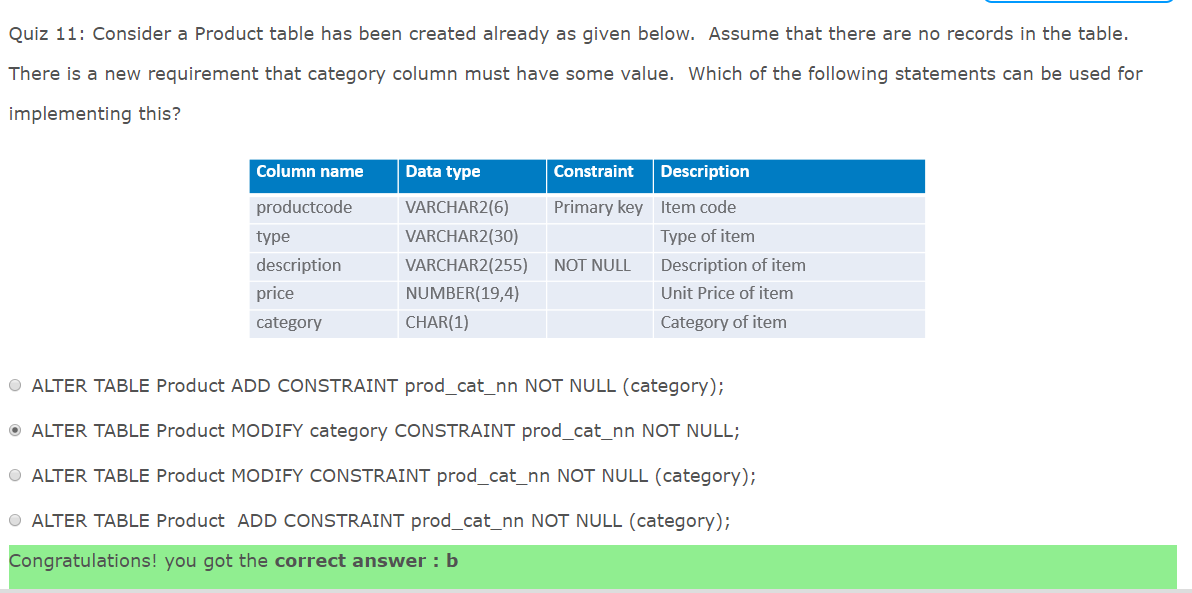 Quiz 11: Consider a Product table has been created already as given below.  Assume that there are no records in the table.
There is a new requirement that category column must have some value.  Which of the following statements can be used for
implementing this?
Column name Data type Constraint Description
productcode VARCHAR2(6) Primary key Item code
type VARCHAR2(30) Type of item
description VARCHAR2(255) NOT NULL Description of item
price NUMBER(19,4) Unit Price of item
category CHAR(1) Category of item
ALTER TABLE Product ADD CONSTRAINT prod_cat_nn NOT NULL (category);
ALTER TABLE Product MODIFY category CONSTRAINT prod_cat_nn NOT NULL;
ALTER TABLE Product MODIFY CONSTRAINT prod_cat_nn NOT NULL (category);
ALTER TABLE Product  ADD CONSTRAINT prod_cat_nn NOT NULL (category);
Congratulations! you got the correct answer : b